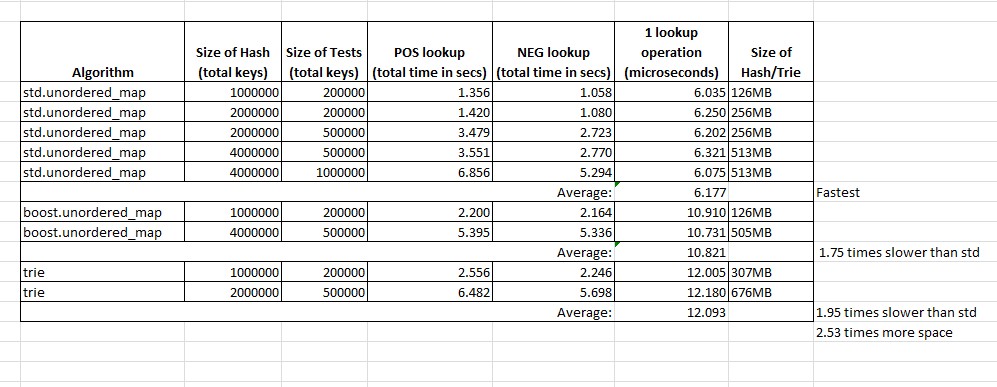 1 lookup
Size of Hash Size of Tests POS lookup NEG lookup operation Size of
Algorithm (total keys) (total keys) (total time in secs) (total time in secs) (microseconds) Hash/Trie
std.unordered_map 1000000 200000 1.356 1.058 6.035 126MB
std.unordered_map 2000000 200000 1.420 1.080 6.250 256MB
std.unordered_map 2000000 500000 3.479 2.723 6.202 256MB
std.unordered_map 4000000 500000 3.551 2.770 6.321 513MB
std.unordered_map 4000000 1000000 6.856 5.294 6.075 513MB
Average: 6.177 Fastest
boost.unordered_map 1000000 200000 2.200 2.164 10.910 126MB
boost.unordered_map 4000000 500000 5.395 5.336 10.731 505MB
Average: 10.821 1.75 times slower than std
trie 1000000 200000 2.556 2.246 12.005 307MB
trie 2000000 500000 6.482 5.698 12.180 676MB
Average: 12.093 1.95 times slower than std
2.53 times more space